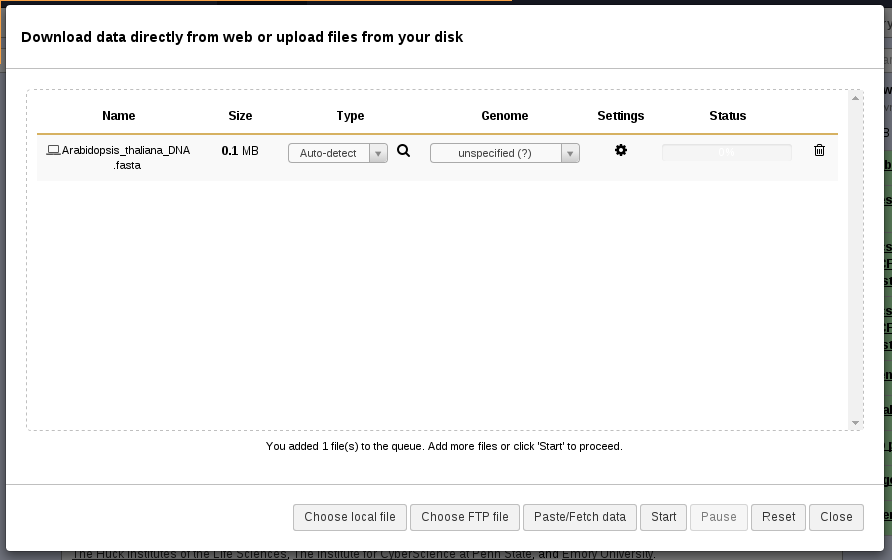 Download data directly from web or upload files from your disk
Name Size Type Genome Settings Status
Arabidopsis_thaliana_DNA 0.1 MB Auto-detect unspecified (?) 0%
.fasta
You added 1 file(s) to the queue. Add more files or click 'Start' to proceed.
Choose local file Choose FTP file Paste/Fetch data Start Pause Reset Close
The Huck Institutes of the Life Sciences, The Institute for CyberScience at Penn State, and Emory University.